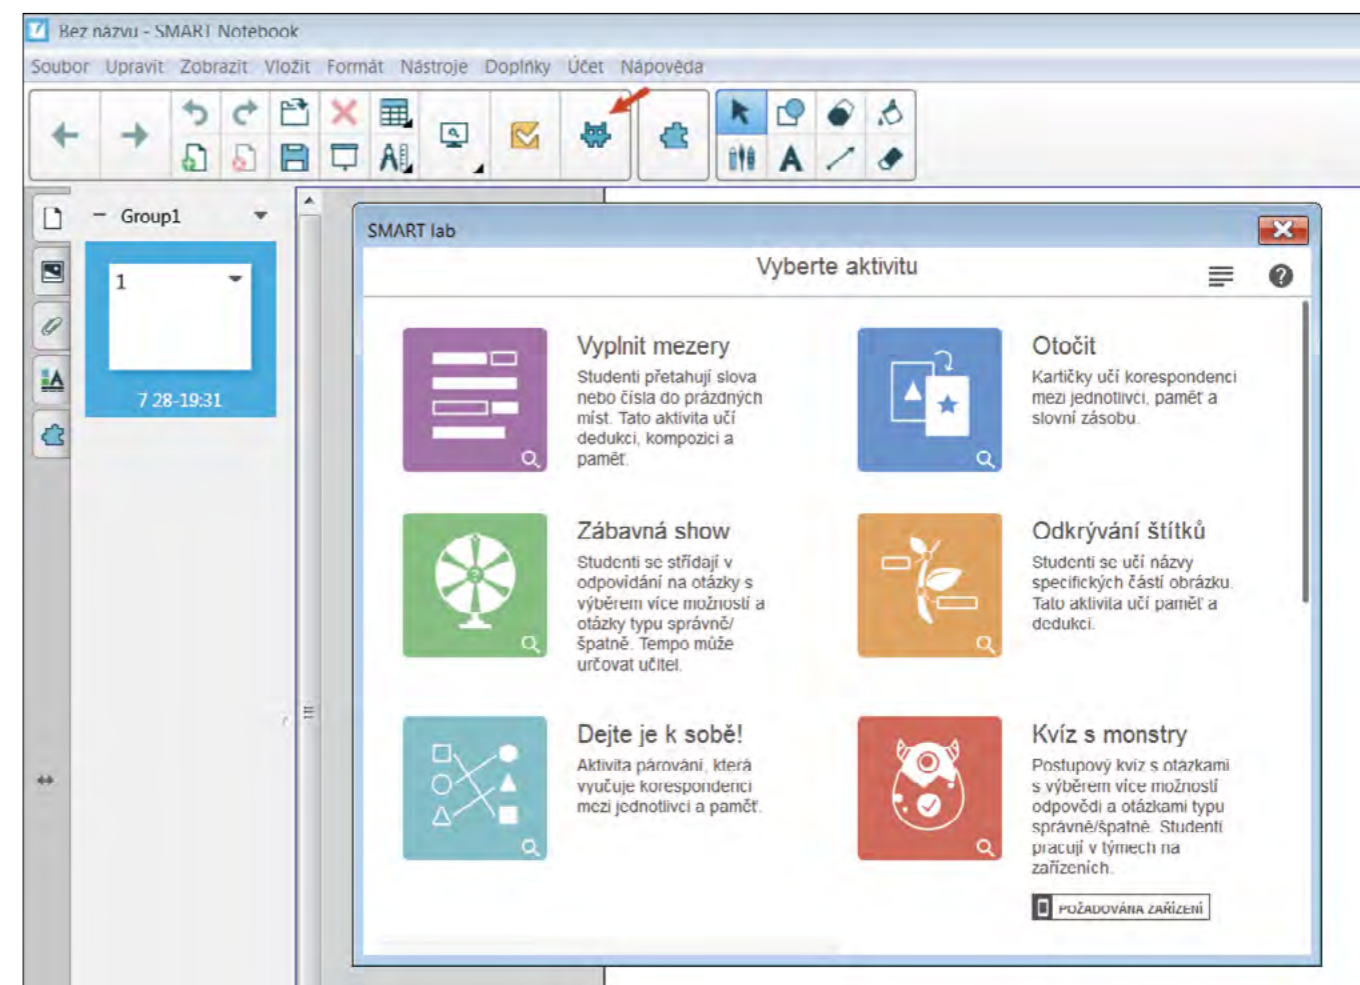 Bez názvu - SMART Notebook
Soubor Upravit Zobrazit Vložit Formát Nástroje Doplňky Účet Nápověda
Group1
1
7 28-19:31
SMART lab
Vyberte aktivitu
Vyplnit mezery
Studenti přetahují slova
nebo čísla do prázdných
míst. Tato aktivita učí
dedukci, kompozici a
paměť.
Otočit
Kartičky učí korespondenci
mezi jednotlivci, paměť a
slovní zásobu.
Zábavná show
Studenti se střídají v
odpovídání na otázky s
výběrem více možností a
otázky typu správně/
špatně. Tempo může
určovat učitel.
Odkrývání štítků
Studenti se učí názvy
specifických částí obrázku.
Tato aktivita učí paměť a
dedukci.
Dejte je k sobě!
Aktivita párování, která
vyučuje korespondenci
mezi jednotlivci a paměť.
Kvíz s monstry
Postupový kvíz s otázkami
s výběrem více možností
odpovědi a otázkami typu
správně/špatně. Studenti
pracují v týmech na
zařízeních.
POŽADOVÁNA ZAŘÍZENÍ